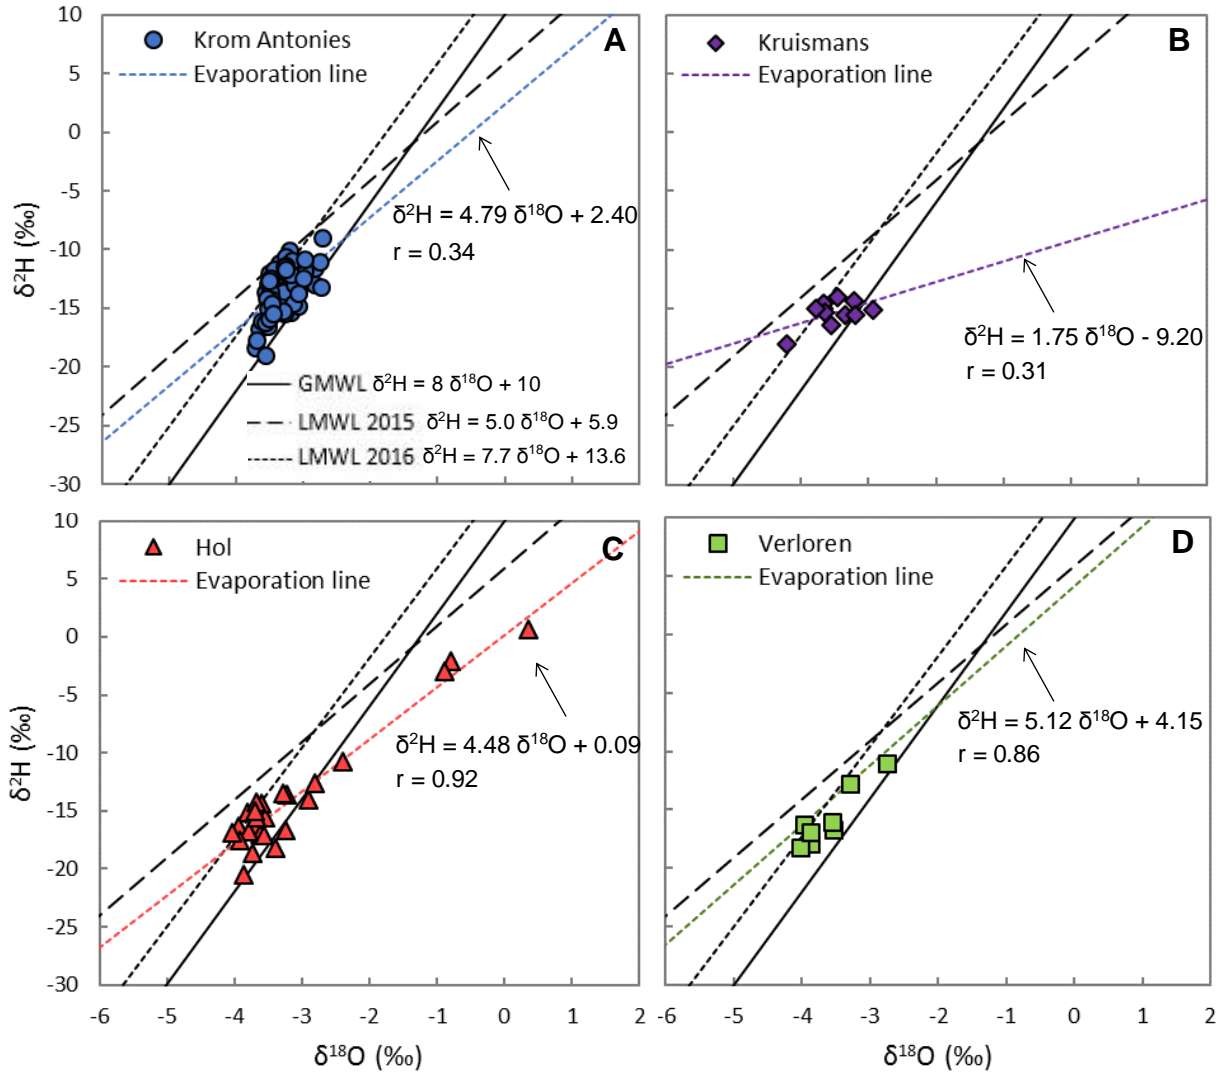 10
5
0
-5
-10
-15
-20
-25
-30
δ²H (‰)
Krom Antonies
Evaporation line
A
δ²H = 4.79 δ¹⁸O + 2.40
r = 0.34
GMWL δ²H = 8 δ¹⁸O + 10
LMWL 2015 δ²H = 5.0 δ¹⁸O + 5.9
LMWL 2016 δ²H = 7.7 δ¹⁸O + 13.6
Kruismans
Evaporation line
B
δ²H = 1.75 δ¹⁸O - 9.20
r = 0.31
10
5
0
-5
-10
-15
-20
-25
-30
δ²H (‰)
Hol
Evaporation line
C
δ²H = 4.48 δ¹⁸O + 0.09
r = 0.92
-6 -5 -4 -3 -2 -1 0 1 2
δ¹⁸O (‰)
Verloren
Evaporation line
D
δ²H = 5.12 δ¹⁸O + 4.15
r = 0.86
-6 -5 -4 -3 -2 -1 0 1 2
δ¹⁸O (‰)